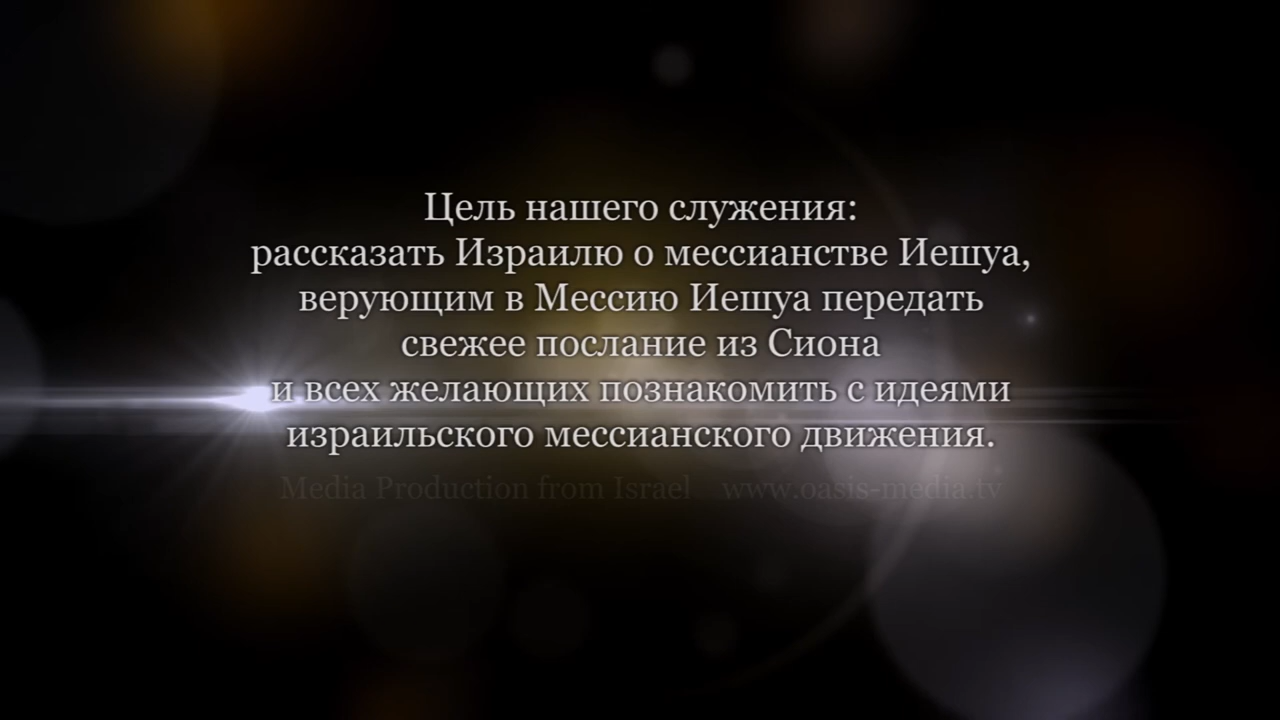 Цель нашего служения:
рассказать Израилю о мессианстве Иешуа,
верующим в Мессию Иешуа передать
свежее послание из Сиона
и всех желающих познакомить с идеями
израильского мессианского движения.
Media Production from Israel www.oasis-media.tv